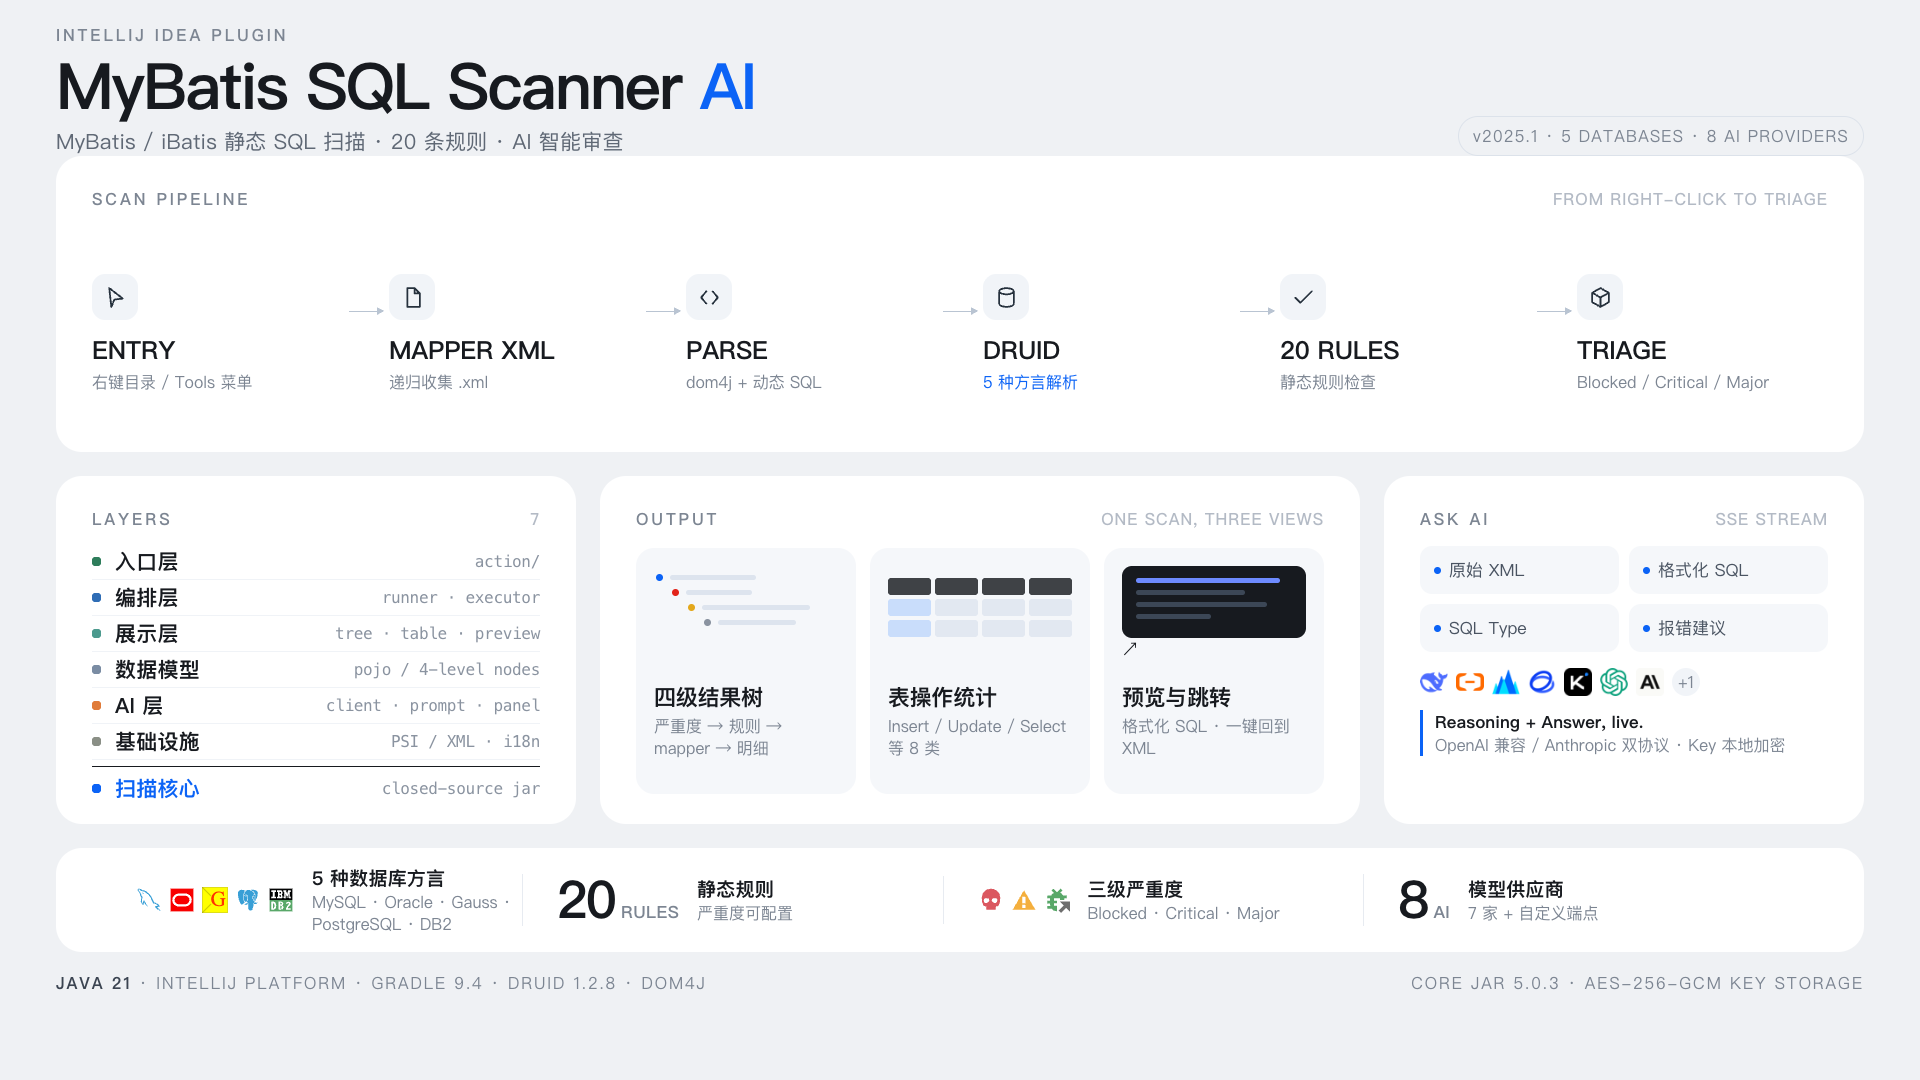 INTELLIJ IDEA PLUGIN
MyBatis SQL Scanner AI
MyBatis / iBatis 静态 SQL 扫描 · 20 条规则 · AI 智能审查
v2025.1 · 5 DATABASES · 8 AI PROVIDERS
SCAN PIPELINE
FROM RIGHT-CLICK TO TRIAGE
ENTRY
右键目录 / Tools 菜单
MAPPER XML
递归收集 .xml
PARSE
dom4j + 动态 SQL
DRUID
5 种方言解析
20 RULES
静态规则检查
TRIAGE
Blocked / Critical / Major
LAYERS
7
入口层
action/
编排层
runner · executor
展示层
tree · table · preview
数据模型
pojo / 4-level nodes
AI 层
client · prompt · panel
基础设施
PSI / XML · i18n
扫描核心
closed-source jar
OUTPUT
ONE SCAN, THREE VIEWS
四级结果树
严重度 → 规则 →
mapper → 明细
表操作统计
Insert / Update / Select
等 8 类
预览与跳转
格式化 SQL · 一键回到
XML
ASK AI
SSE STREAM
原始 XML
格式化 SQL
SQL Type
报错建议
+1
Reasoning + Answer, live.
OpenAI 兼容 / Anthropic 双协议 · Key 本地加密
G
IBM
DB2
5 种数据库方言
MySQL · Oracle · Gauss ·
PostgreSQL · DB2
20 RULES
静态规则
严重度可配置
三级严重度
Blocked · Critical · Major
8 AI
模型供应商
7 家 + 自定义端点
JAVA 21 · INTELLIJ PLATFORM · GRADLE 9.4 · DRUID 1.2.8 · DOM4J
CORE JAR 5.0.3 · AES-256-GCM KEY STORAGE